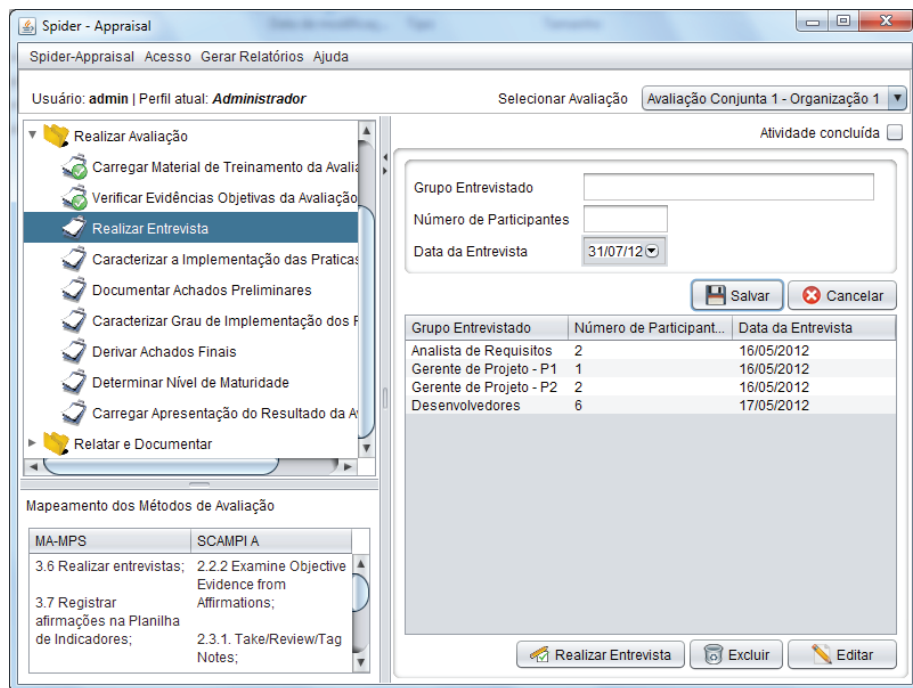 Spider - Appraisal
Spider-Appraisal Acesso Gerar Relatórios Ajuda
Usuário: admin | Perfil atual: Administrador
Selecionar Avaliação Avaliação Conjunta 1 - Organização 1
Realizar Avaliação
Carregar Material de Treinamento da Avalia
Verificar Evidências Objetivas da Avaliação
Realizar Entrevista
Caracterizar a Implementação das Praticas
Documentar Achados Preliminares
Caracterizar Grau de Implementação dos
Derivar Achados Finais
Determinar Nível de Maturidade
Carregar Apresentação do Resultado da
Relatar e Documentar
Mapeamento dos Métodos de Avaliação
MA-MPS SCAMPI A
3.6 Realizar entrevistas;
3.7 Registrar
afirmações na Planilha
de Indicadores;
2.2.2 Examine Objective
Evidence from
Affirmations;
2.3.1. Take/Review/Tag
Notes;
Atividade concluída
Grupo Entrevistado
Número de Participantes
Data da Entrevista 31/07/12
Salvar Cancelar
Grupo Entrevistado Número de Participant... Data da Entrevista
Analista de Requisitos 2 16/05/2012
Gerente de Projeto - P1 1 16/05/2012
Gerente de Projeto - P2 2 16/05/2012
Desenvolvedores 6 17/05/2012
Realizar Entrevista Excluir Editar